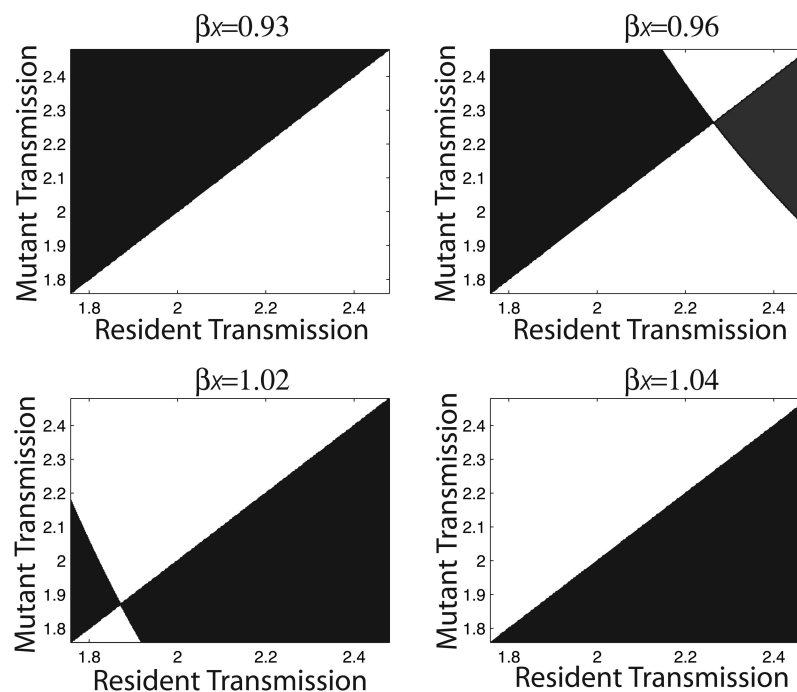 βx=0.93
βx=0.96
Mutant Transmission
2.4
2.3
2.2
2.1
2
1.9
1.8
1.8 2 2.2 2.4
Resident Transmission
Mutant Transmission
2.4
2.3
2.2
2.1
2
1.9
1.8
1.8 2 2.2 2.4
Resident Transmission
βx=1.02
βx=1.04
Mutant Transmission
2.4
2.3
2.2
2.1
2
1.9
1.8
1.8 2 2.2 2.4
Resident Transmission
Mutant Transmission
2.4
2.3
2.2
2.1
2
1.9
1.8
1.8 2 2.2 2.4
Resident Transmission